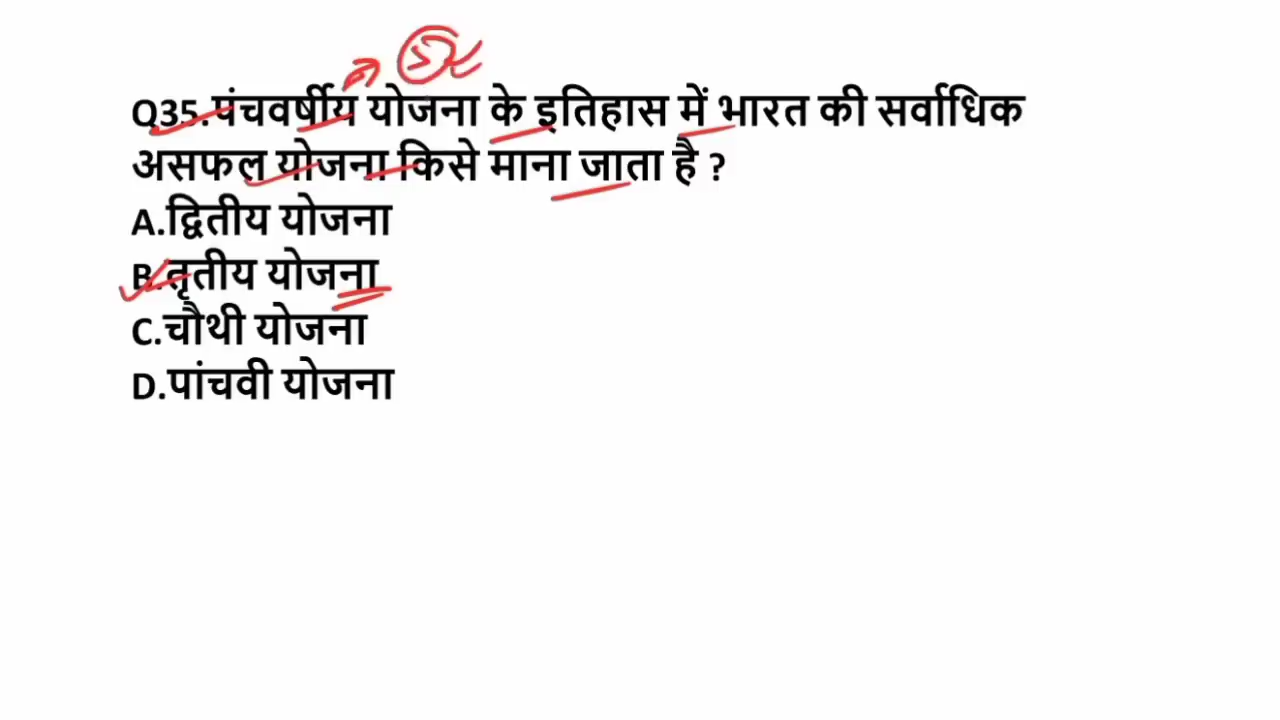 Q35.पंचवर्षीय योजना के इतिहास में भारत की सर्वाधिक
असफल योजना किसे माना जाता है ?
A.द्वितीय योजना
B.तृतीय योजना
C.चौथी योजना
D.पांचवी योजना